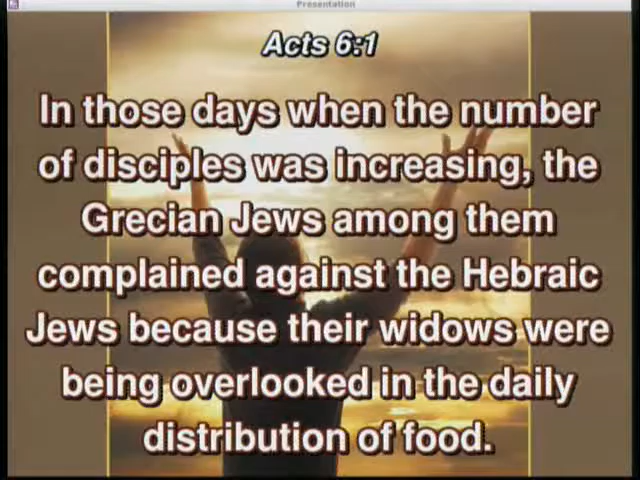 Presentation
Acts 6:1
In those days when the number
of disciples was increasing, the
Grecian Jews among them
complained against the Hebraic
Jews because their widows were
being overlooked in the daily
distribution of food.